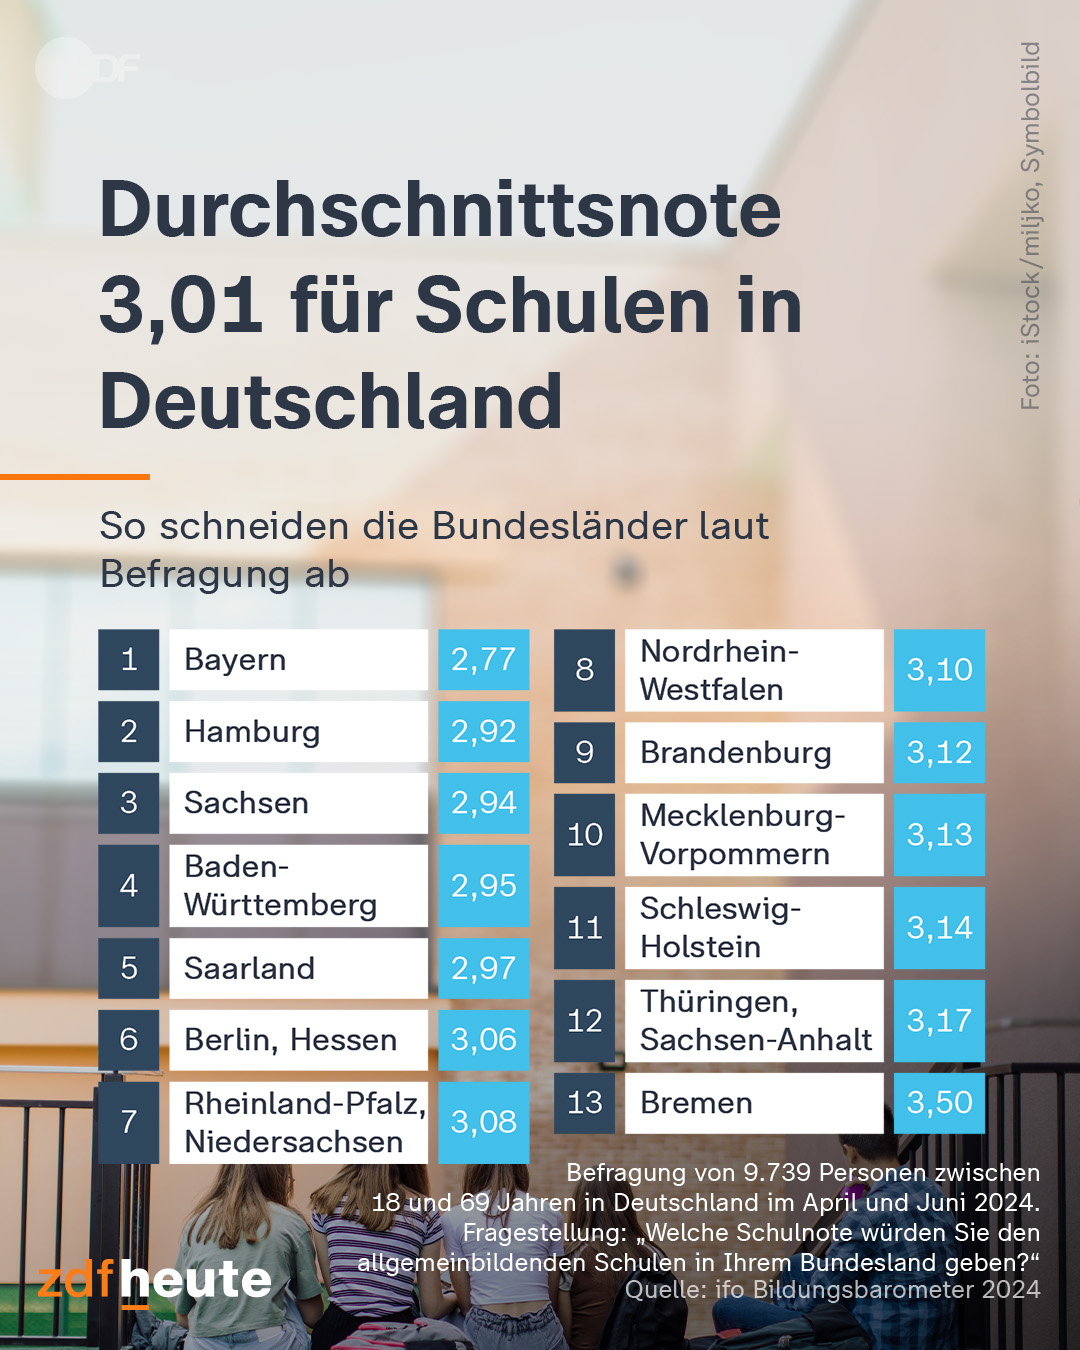 ZDF
Foto: iStock/miljko, Symbolbild
Durchschnittsnote
3,01 für Schulen in
Deutschland
So schneiden die Bundesländer laut
Befragung ab
1 Bayern 2,77
2 Hamburg 2,92
3 Sachsen 2,94
4 Baden-
Württemberg 2,95
5 Saarland 2,97
6 Berlin, Hessen 3,06
7 Rheinland-Pfalz,
Niedersachsen 3,08
8 Nordrhein-
Westfalen 3,10
9 Brandenburg 3,12
10 Mecklenburg-
Vorpommern 3,13
11 Schleswig-
Holstein 3,14
12 Thüringen,
Sachsen-Anhalt 3,17
13 Bremen 3,50
Befragung von 9.739 Personen zwischen
18 und 69 Jahren in Deutschland im April und Juni 2024.
Fragestellung: „Welche Schulnote würden Sie den
allgemeinbildenden Schulen in Ihrem Bundesland geben?“
Quelle: ifo Bildungsbarometer 2024
zdfheute